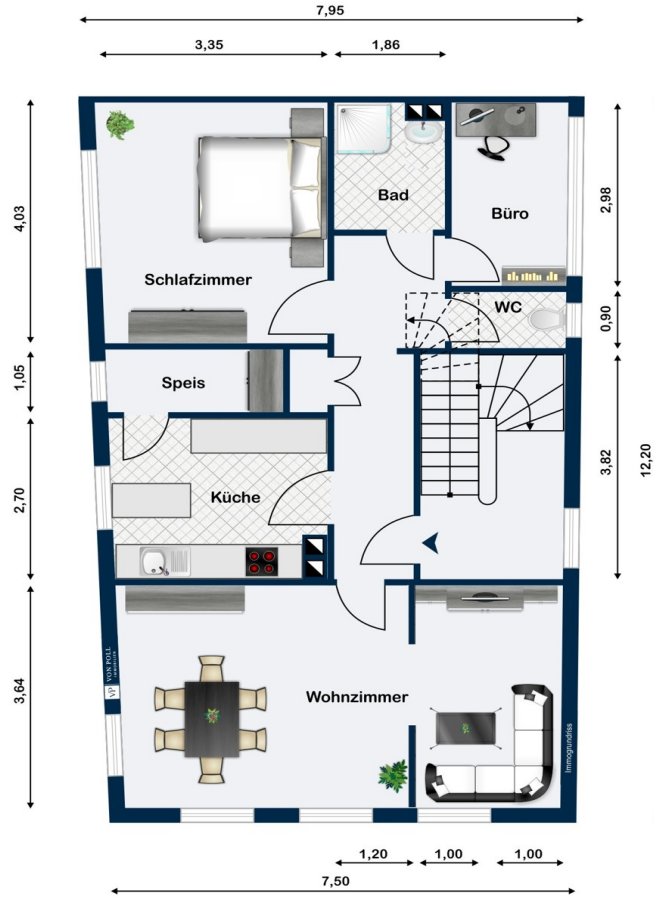 7,95
3,35
1,86
4,03
2,98
Bad
Büro
Schlafzimmer
WC
0,90
1,05
Speis
3,82
12,20
2,70
Küche
3,64
VP VON POLL
IMMOBILIEN
Wohnzimmer
Immogrundriss
1,20
1,00
1,00
7,50